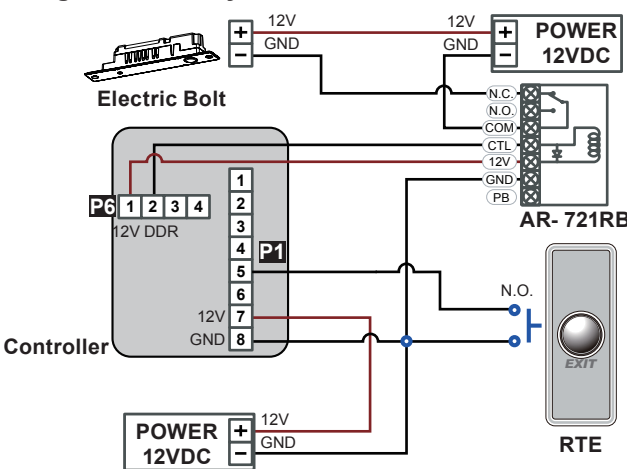 12V
12V
+
+
POWER
GND
GND
12VDC
−
−
Electric Bolt
N.C.
N.O.
COM
CTL
12V
GND
PB
AR- 721RB
P6
1 2 3 4
12V DDR
1
2
3
4
P1
5
6
12V 7
GND 8
Controller
N.O.
EXIT
RTE
POWER
12VDC
+
12V
−
GND